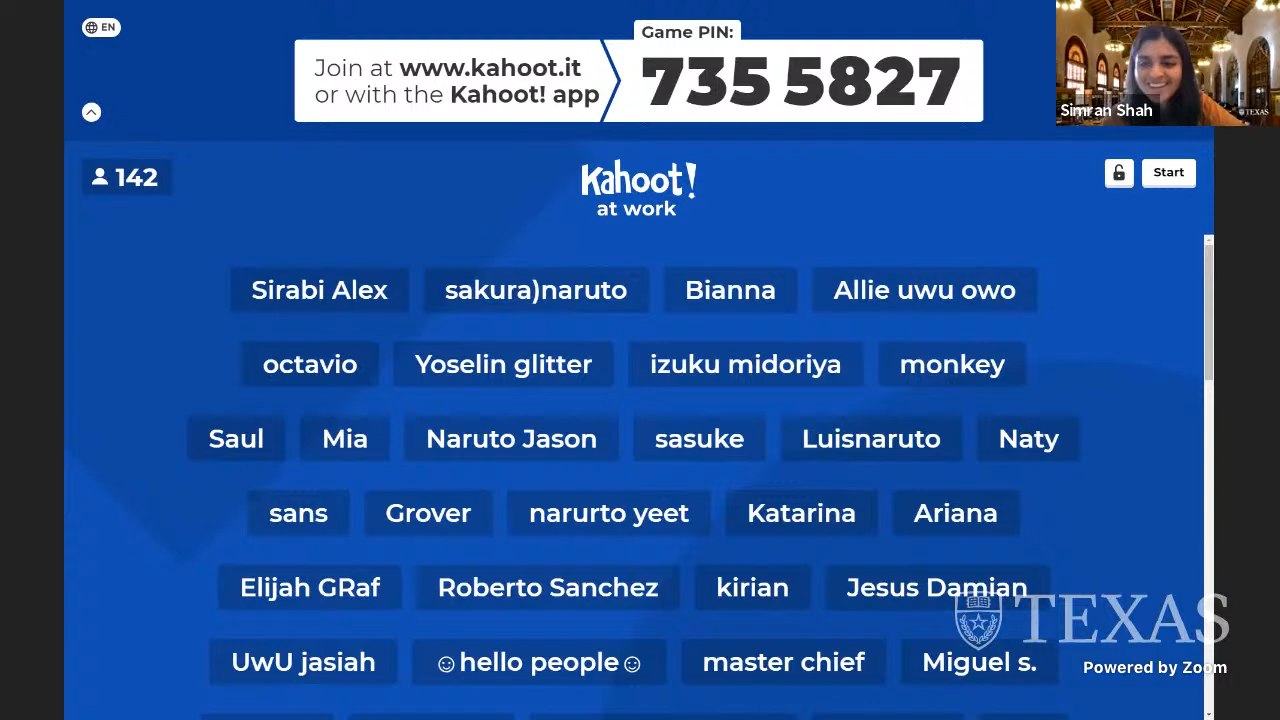 EN
Game PIN:
Join at www.kahoot.it
or with the Kahoot! app
735 5827
Simran Shah
TEXAS
142
Kahoot!
at work
Start
Sirabi Alex sakura)naruto Bianna Allie uwu owo
octavio Yoselin glitter izuku midoriya monkey
Saul Mia Naruto Jason sasuke Luisnaruto Naty
sans Grover narurto yeet Katarina Ariana
Elijah GRaf Roberto Sanchez kirian Jesus Damian
TEXAS
UwU jasiah ☺hello people☺ master chief Miguel s.
Powered by Zoom